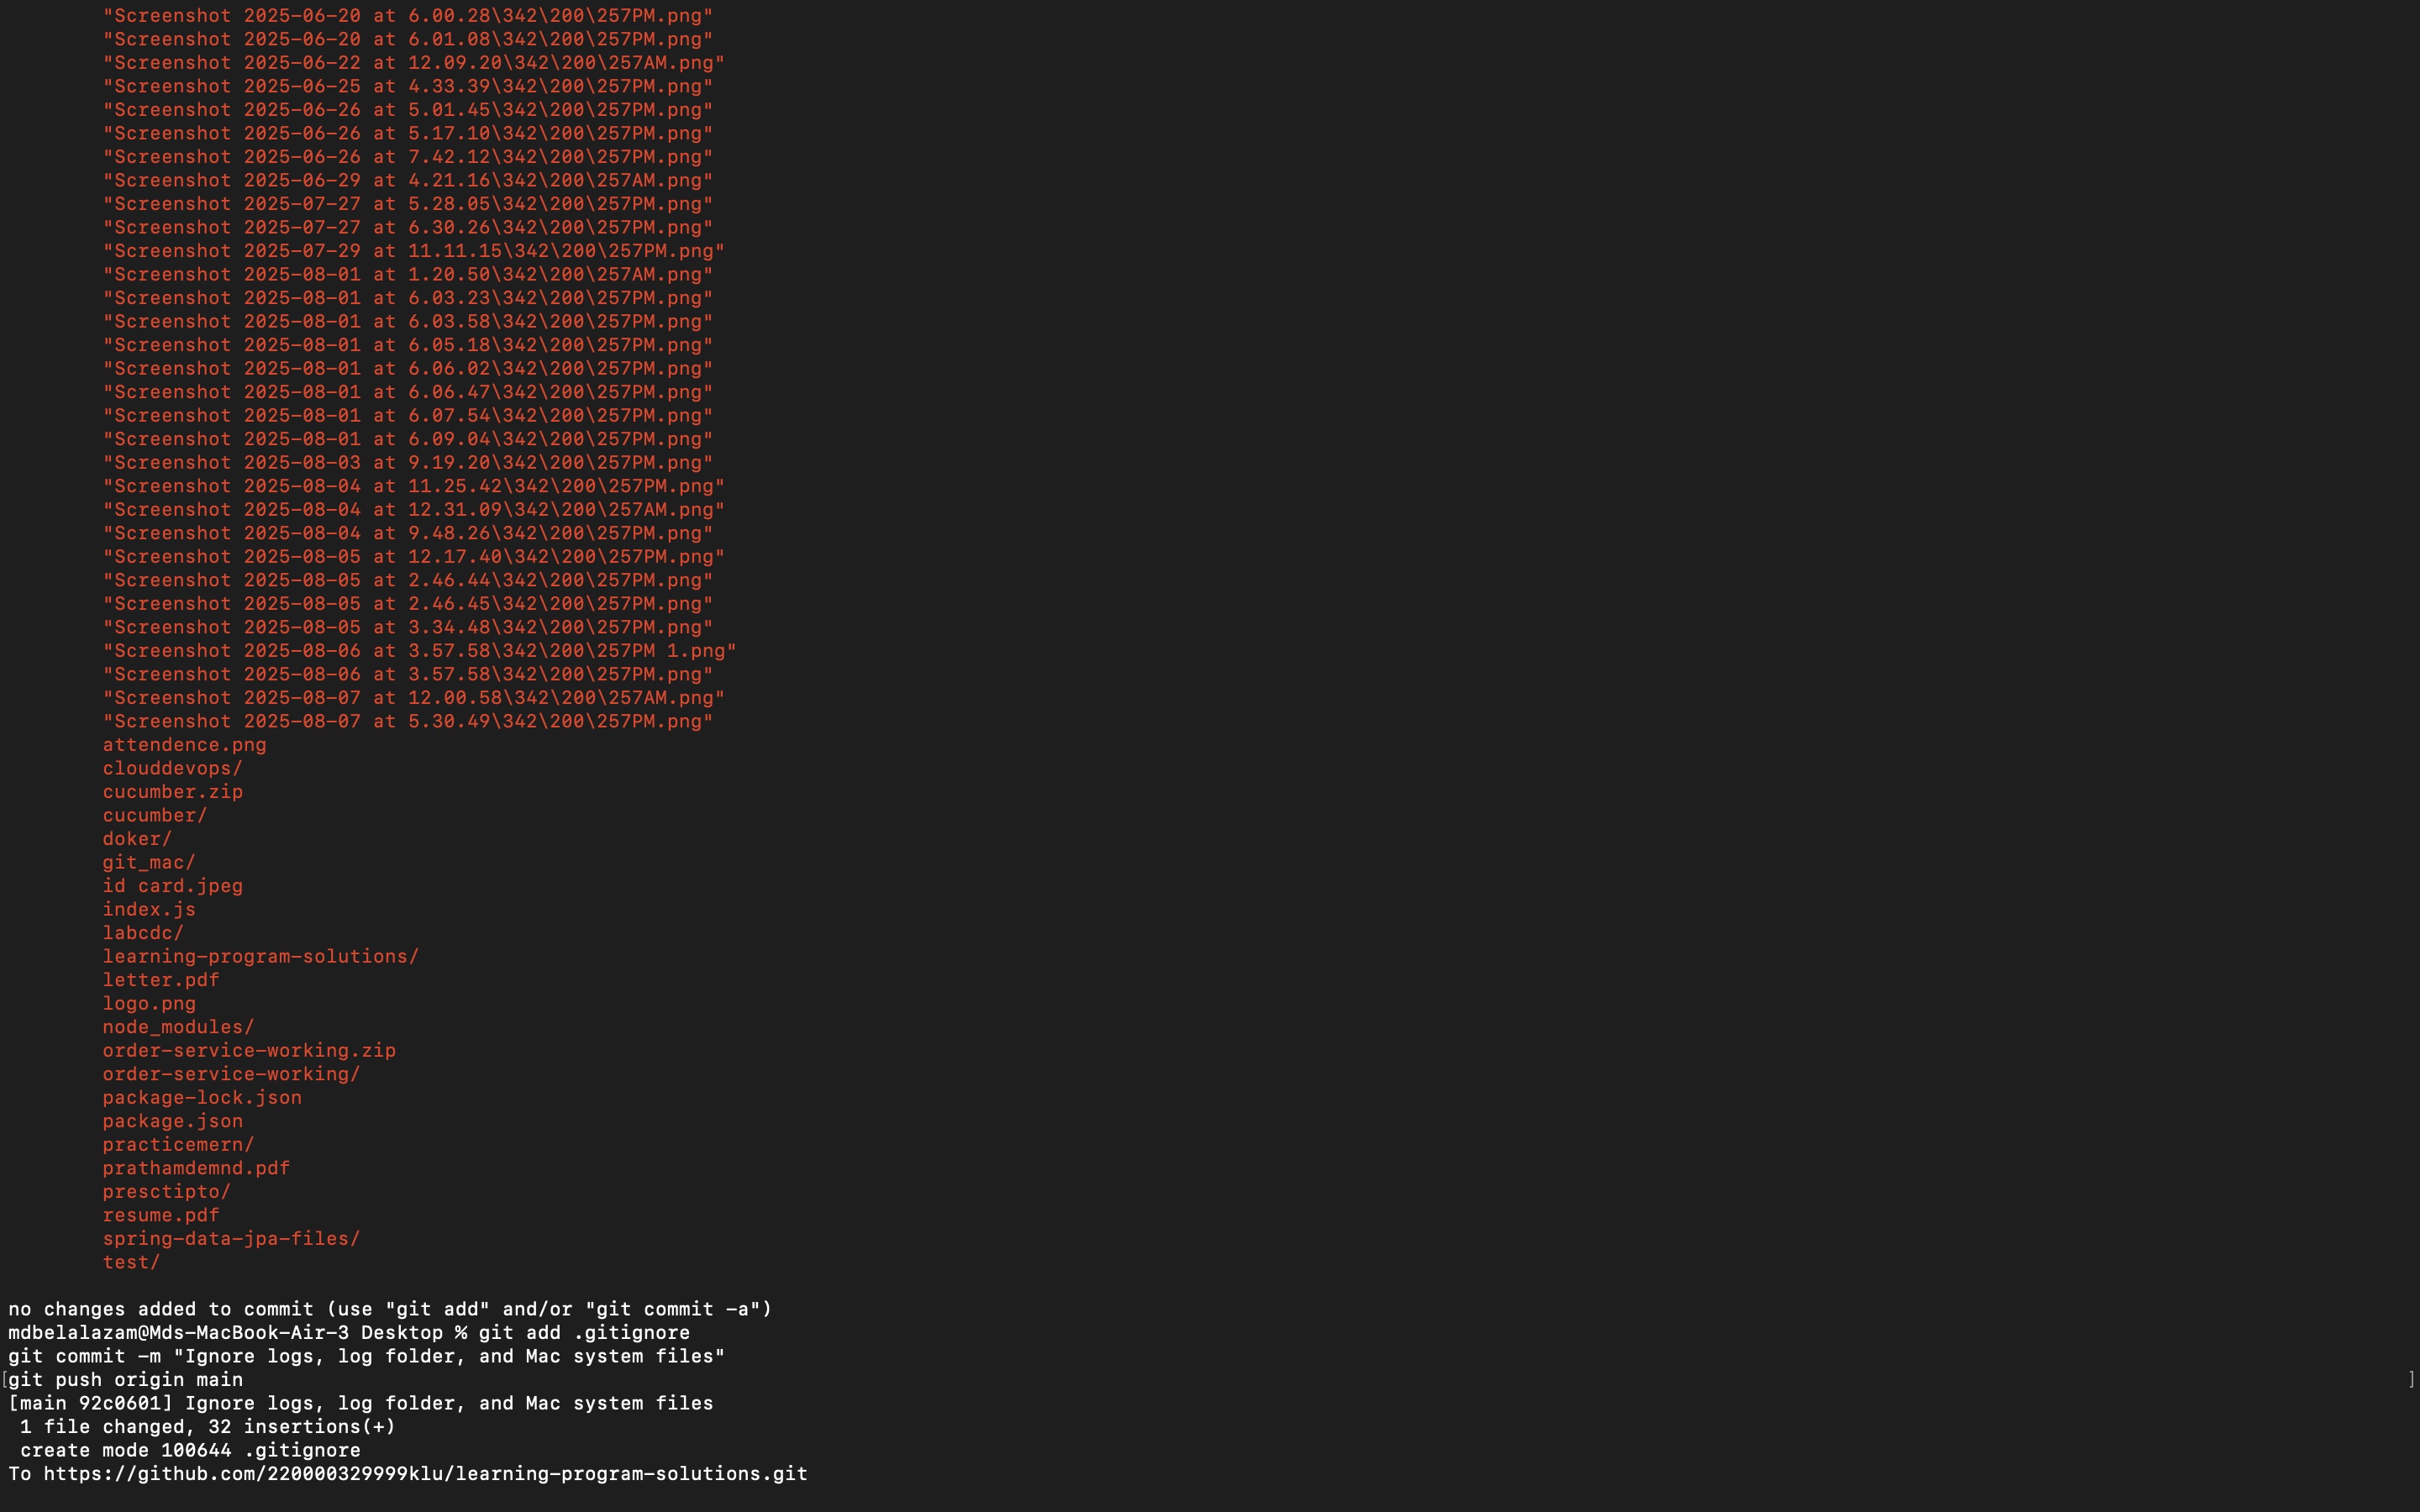 "Screenshot 2025-06-20 at 6.00.28\342\200\257PM.png"
"Screenshot 2025-06-20 at 6.01.08\342\200\257PM.png"
"Screenshot 2025-06-22 at 12.09.20\342\200\257AM.png"
"Screenshot 2025-06-25 at 4.33.39\342\200\257PM.png"
"Screenshot 2025-06-26 at 5.01.45\342\200\257PM.png"
"Screenshot 2025-06-26 at 5.17.10\342\200\257PM.png"
"Screenshot 2025-06-26 at 7.42.12\342\200\257PM.png"
"Screenshot 2025-06-29 at 4.21.16\342\200\257AM.png"
"Screenshot 2025-07-27 at 5.28.05\342\200\257PM.png"
"Screenshot 2025-07-27 at 6.30.26\342\200\257PM.png"
"Screenshot 2025-07-29 at 11.11.15\342\200\257PM.png"
"Screenshot 2025-08-01 at 1.20.50\342\200\257AM.png"
"Screenshot 2025-08-01 at 6.03.23\342\200\257PM.png"
"Screenshot 2025-08-01 at 6.03.58\342\200\257PM.png"
"Screenshot 2025-08-01 at 6.05.18\342\200\257PM.png"
"Screenshot 2025-08-01 at 6.06.02\342\200\257PM.png"
"Screenshot 2025-08-01 at 6.06.47\342\200\257PM.png"
"Screenshot 2025-08-01 at 6.07.54\342\200\257PM.png"
"Screenshot 2025-08-01 at 6.09.04\342\200\257PM.png"
"Screenshot 2025-08-03 at 9.19.20\342\200\257PM.png"
"Screenshot 2025-08-04 at 11.25.42\342\200\257PM.png"
"Screenshot 2025-08-04 at 12.31.09\342\200\257AM.png"
"Screenshot 2025-08-04 at 9.48.26\342\200\257PM.png"
"Screenshot 2025-08-05 at 12.17.40\342\200\257PM.png"
"Screenshot 2025-08-05 at 2.46.44\342\200\257PM.png"
"Screenshot 2025-08-05 at 2.46.45\342\200\257PM.png"
"Screenshot 2025-08-05 at 3.34.48\342\200\257PM.png"
"Screenshot 2025-08-06 at 3.57.58\342\200\257PM 1.png"
"Screenshot 2025-08-06 at 3.57.58\342\200\257PM.png"
"Screenshot 2025-08-07 at 12.00.58\342\200\257AM.png"
"Screenshot 2025-08-07 at 5.30.49\342\200\257PM.png"
attendence.png
clouddevops/
cucumber.zip
cucumber/
doker/
git_mac/
id card.jpeg
index.js
labcdc/
learning-program-solutions/
letter.pdf
logo.png
node_modules/
order-service-working.zip
order-service-working/
package-lock.json
package.json
practicemern/
prathamdemnd.pdf
presctipto/
resume.pdf
spring-data-jpa-files/
test/
no changes added to commit (use "git add" and/or "git commit -a")
mdbelalazam@Mds-MacBook-Air-3 Desktop % git add .gitignore
git commit -m "Ignore logs, log folder, and Mac system files"
[git push origin main ]
[main 92c0601] Ignore logs, log folder, and Mac system files
1 file changed, 32 insertions(+)
create mode 100644 .gitignore
To https://github.com/220000329999klu/learning-program-solutions.git